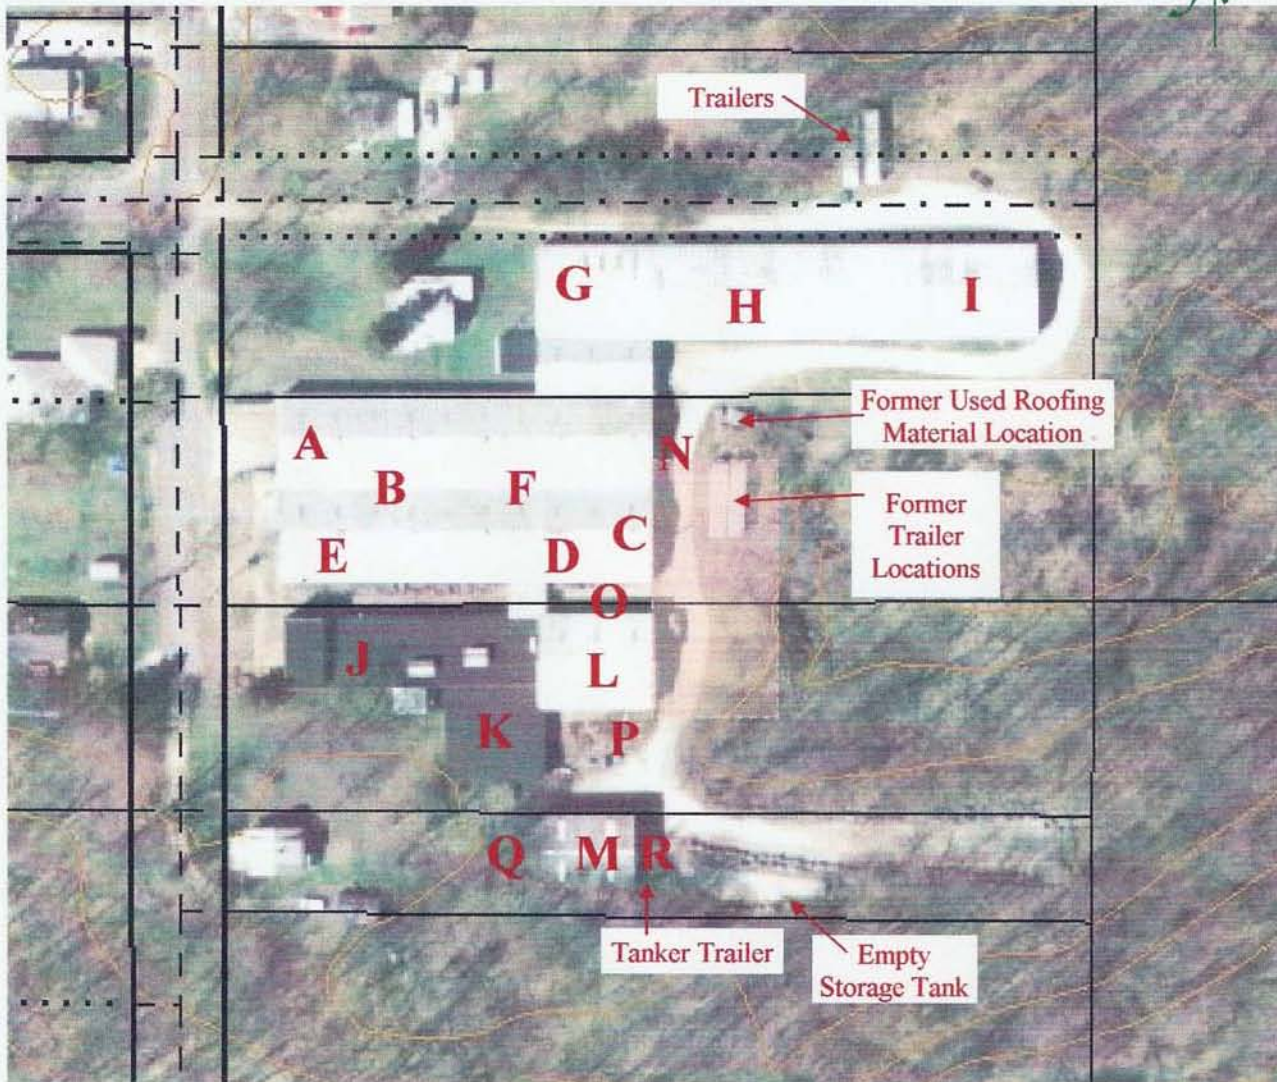 Trailers
G
H
I
Former Used Roofing
Material Location
A
N
B
F
Former
Trailer
Locations
C
E
D
O
J
L
K
P
Q
M
R
Tanker Trailer
Empty
Storage Tank